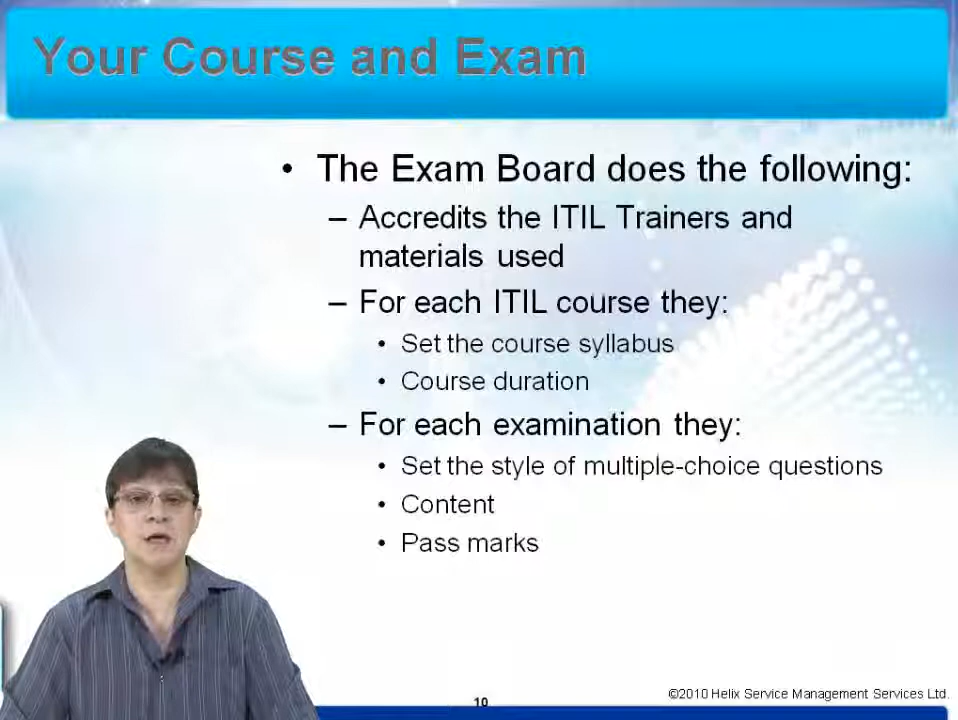 Your Course and Exam
• The Exam Board does the following:
– Accredits the ITIL Trainers and
materials used
– For each ITIL course they:
• Set the course syllabus
• Course duration
– For each examination they:
• Set the style of multiple-choice questions
• Content
• Pass marks
10
©2010 Helix Service Management Services Ltd.